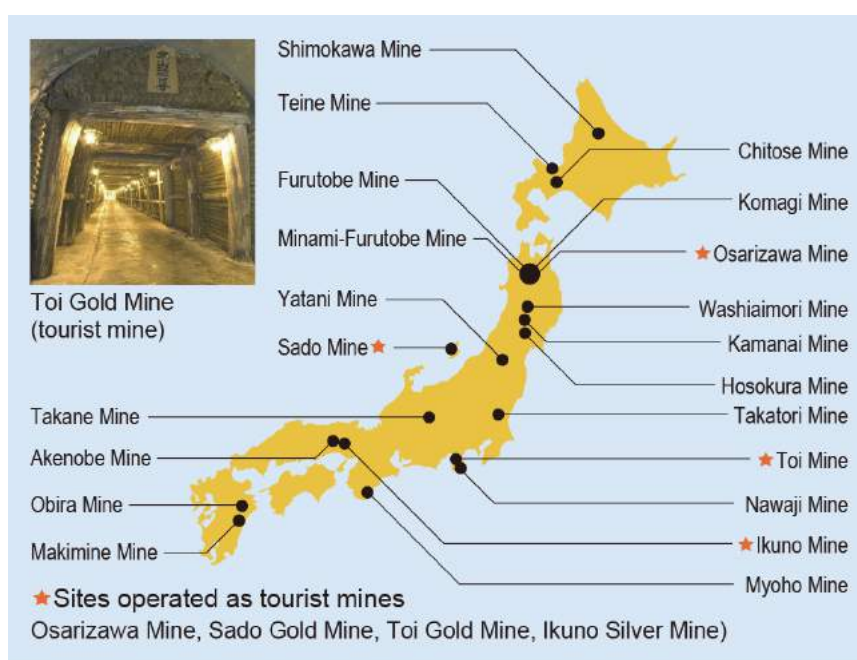 Shimokawa Mine
Teine Mine
Chitose Mine
Furutobe Mine
Komagi Mine
Minami-Furutobe Mine
★Osarizawa Mine
Toi Gold Mine
(tourist mine)
Yatani Mine
Washiaimori Mine
Sado Mine★
Kamanai Mine
Hosokura Mine
Takane Mine
Takatori Mine
Akenobe Mine
★Toi Mine
Obira Mine
Nawaji Mine
Makimine Mine
★Ikuno Mine
Myoho Mine
★Sites operated as tourist mines
Osarizawa Mine, Sado Gold Mine, Toi Gold Mine, Ikuno Silver Mine)